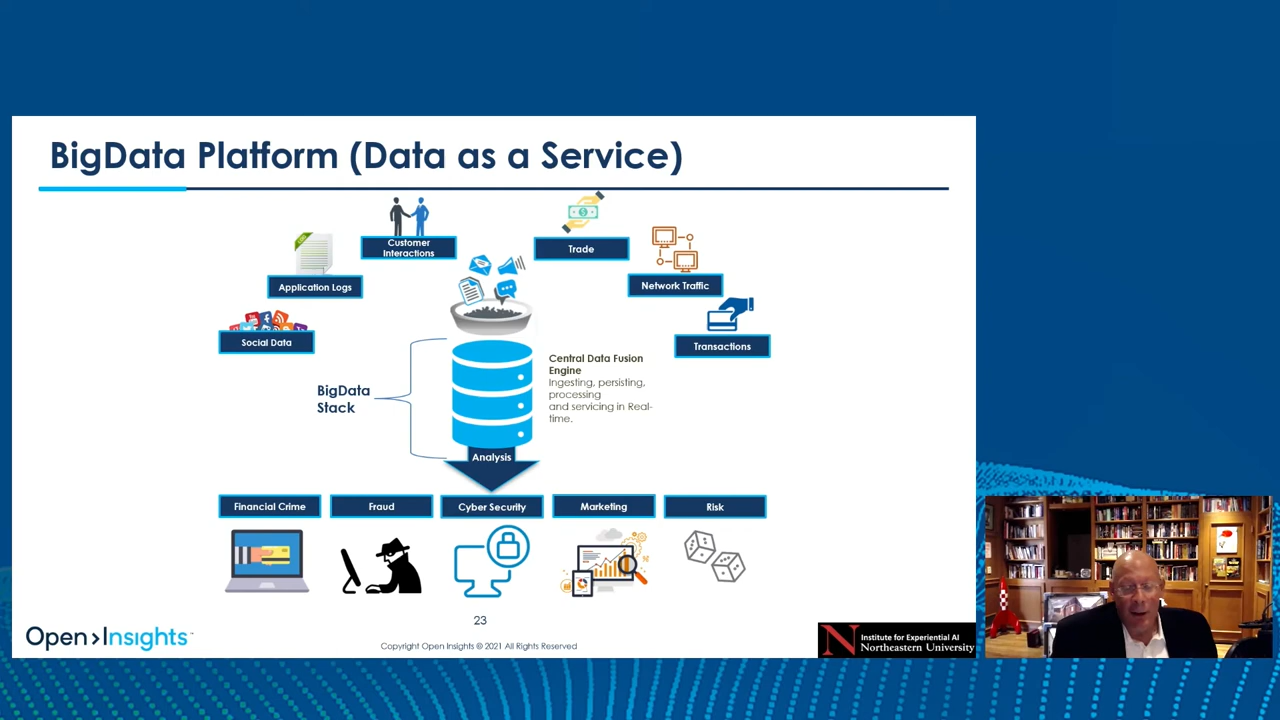 BigData Platform (Data as a Service)
Customer
Interactions
Trade
Application Logs
Network Traffic
Social Data
Transactions
BigData
Stack
Central Data Fusion
Engine
Ingesting, persisting,
processing
and servicing in Real-
time.
Analysis
Financial Crime
Fraud
Cyber Security
Marketing
Risk
23
Open>Insights
Copyright Open Insights © 2021 All Rights Reserved
N
Institute for Experiential AI
Northeastern University